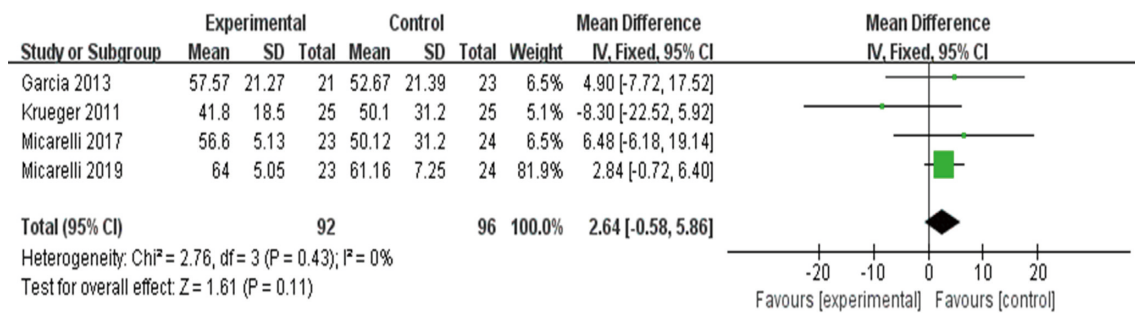 Experimental Control Mean Difference Mean Difference
Study or Subgroup Mean SD Total Mean SD Total Weight IV, Fixed, 95% CI IV, Fixed, 95% CI
Garcia 2013 57.57 21.27 21 52.67 21.39 23 6.5% 4.90 [-7.72, 17.52]
Krueger 2011 41.8 18.5 25 50.1 31.2 25 5.1% -8.30 [-22.52, 5.92]
Micarelli 2017 56.6 5.13 23 50.12 31.2 24 6.5% 6.48 [-6.18, 19.14]
Micarelli 2019 64 5.05 23 61.16 7.25 24 81.9% 2.84 [-0.72, 6.40]
Total (95% CI) 92 96 100.0% 2.64 [-0.58, 5.86]
Heterogeneity: Chi² = 2.76, df = 3 (P = 0.43); I² = 0%
Test for overall effect: Z = 1.61 (P = 0.11)
-20 -10 0 10 20
Favours [experimental] Favours [control]